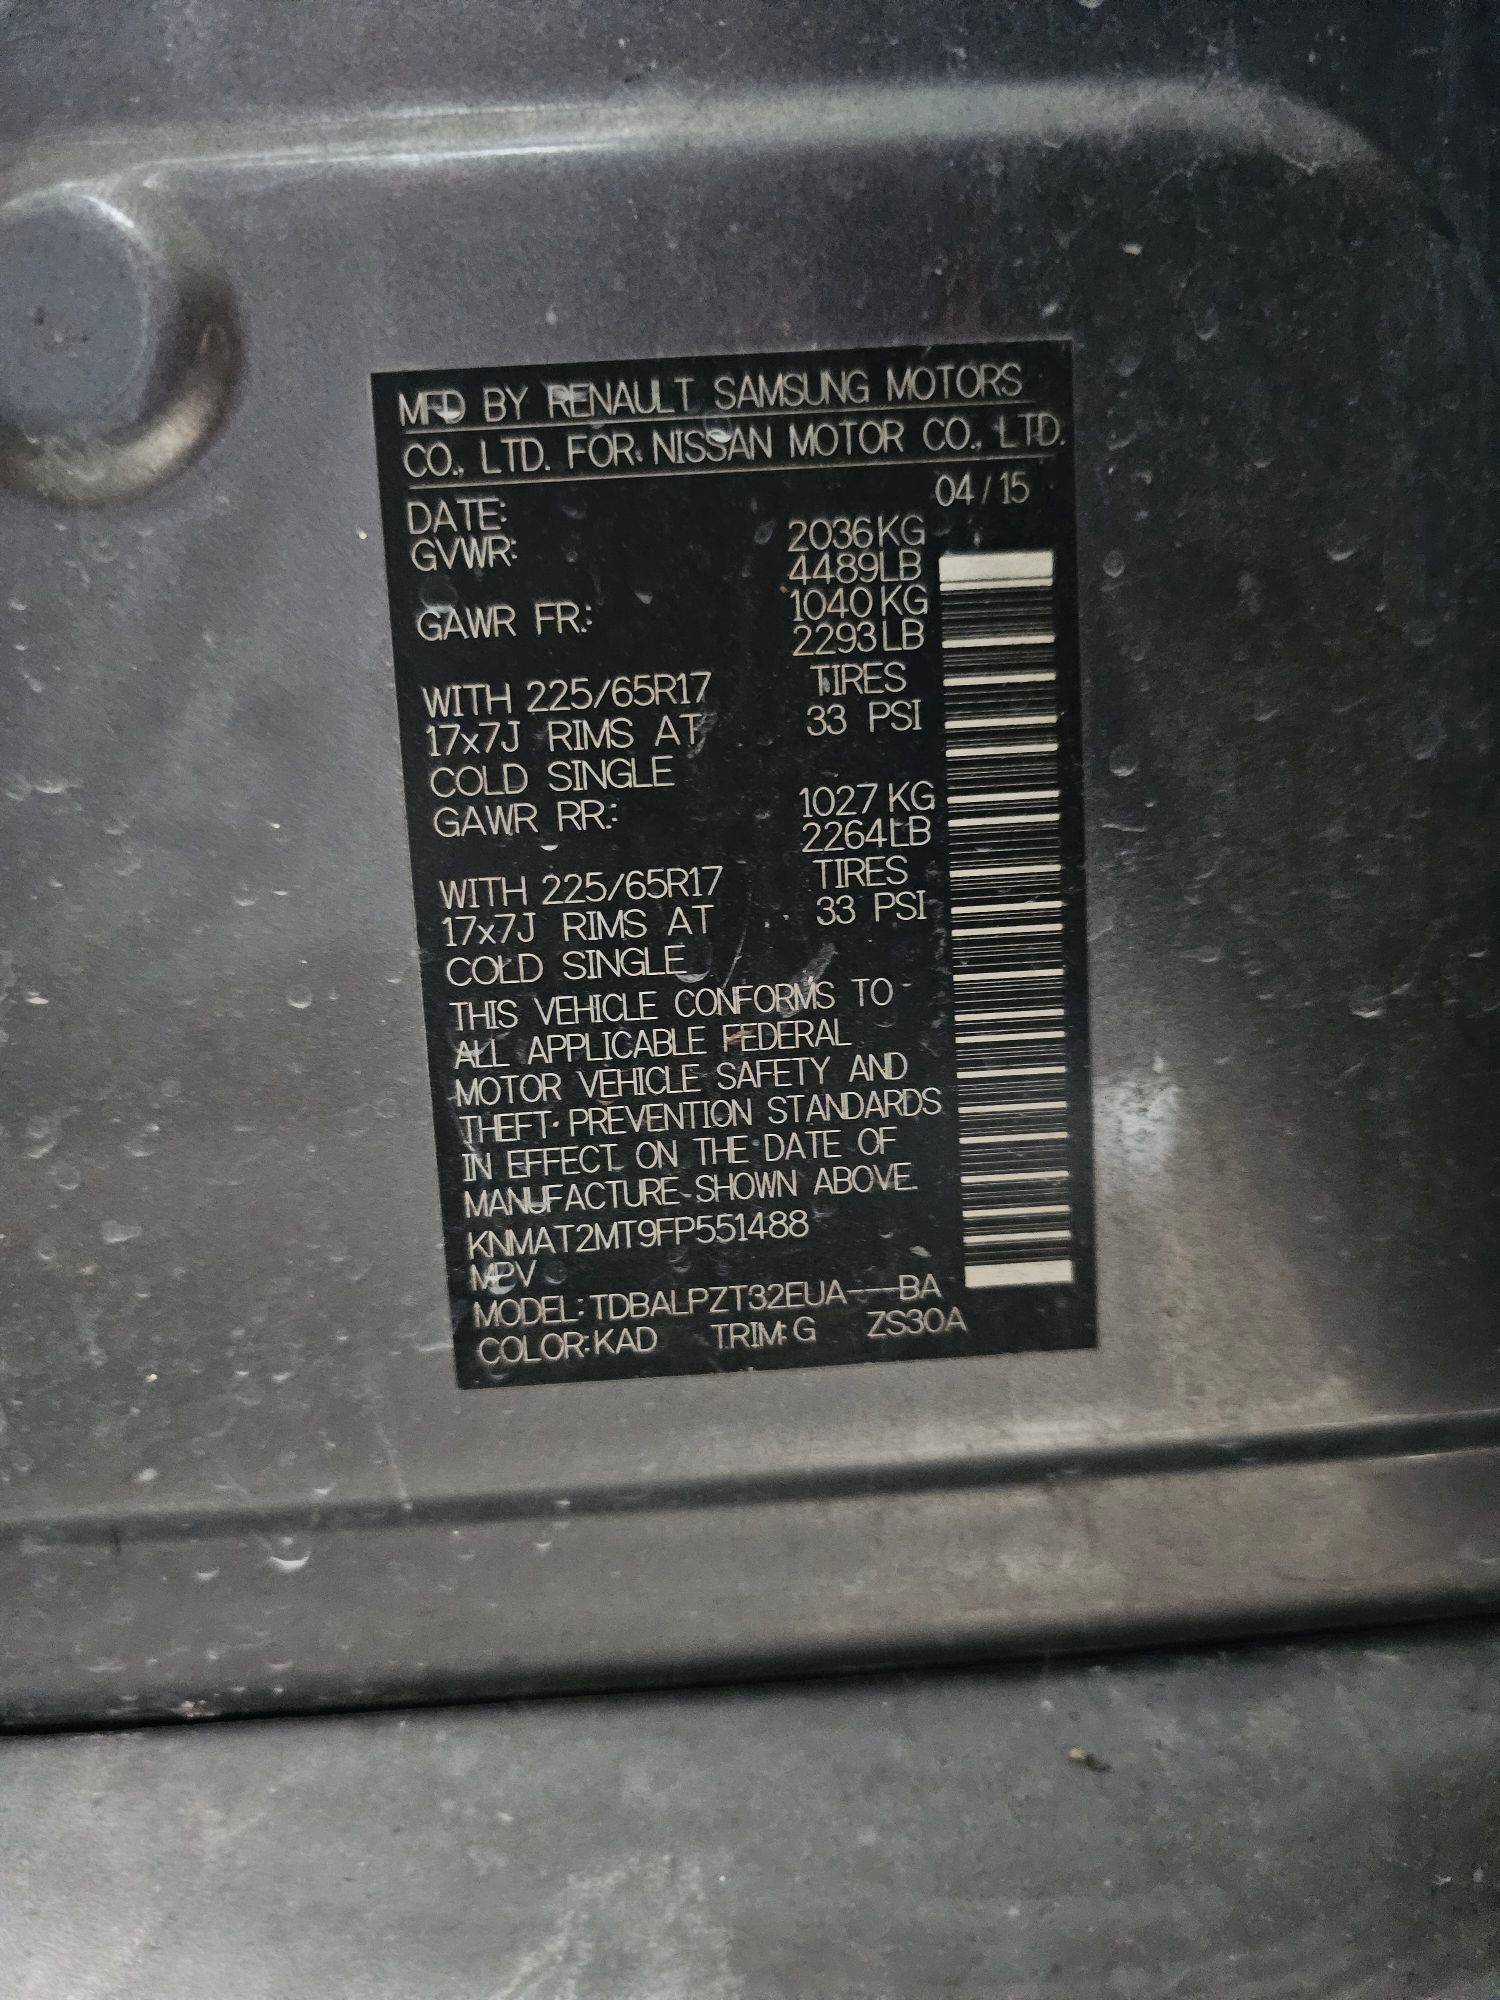 MFD BY RENAULT SAMSUNG MOTORS
CO., LTD. FOR NISSAN MOTOR CO., LTD.
DATE: 04/15
GVWR: 2036KG
4489LB
GAWR FR.: 1040KG
2293LB
WITH 225/65R17 TIRES
17x7J RIMS AT 33 PSI
COLD SINGLE
GAWR RR.: 1027KG
2264LB
WITH 225/65R17 TIRES
17x7J RIMS AT 33 PSI
COLD SINGLE
THIS VEHICLE CONFORMS TO
ALL APPLICABLE FEDERAL
MOTOR VEHICLE SAFETY AND
THEFT PREVENTION STANDARDS
IN EFFECT ON THE DATE OF
MANUFACTURE SHOWN ABOVE.
KNMAT2MT9FP551488
MPV
MODEL: TDBALPZT32EUA---BA
COLOR: KAD TRIM: G ZS30A